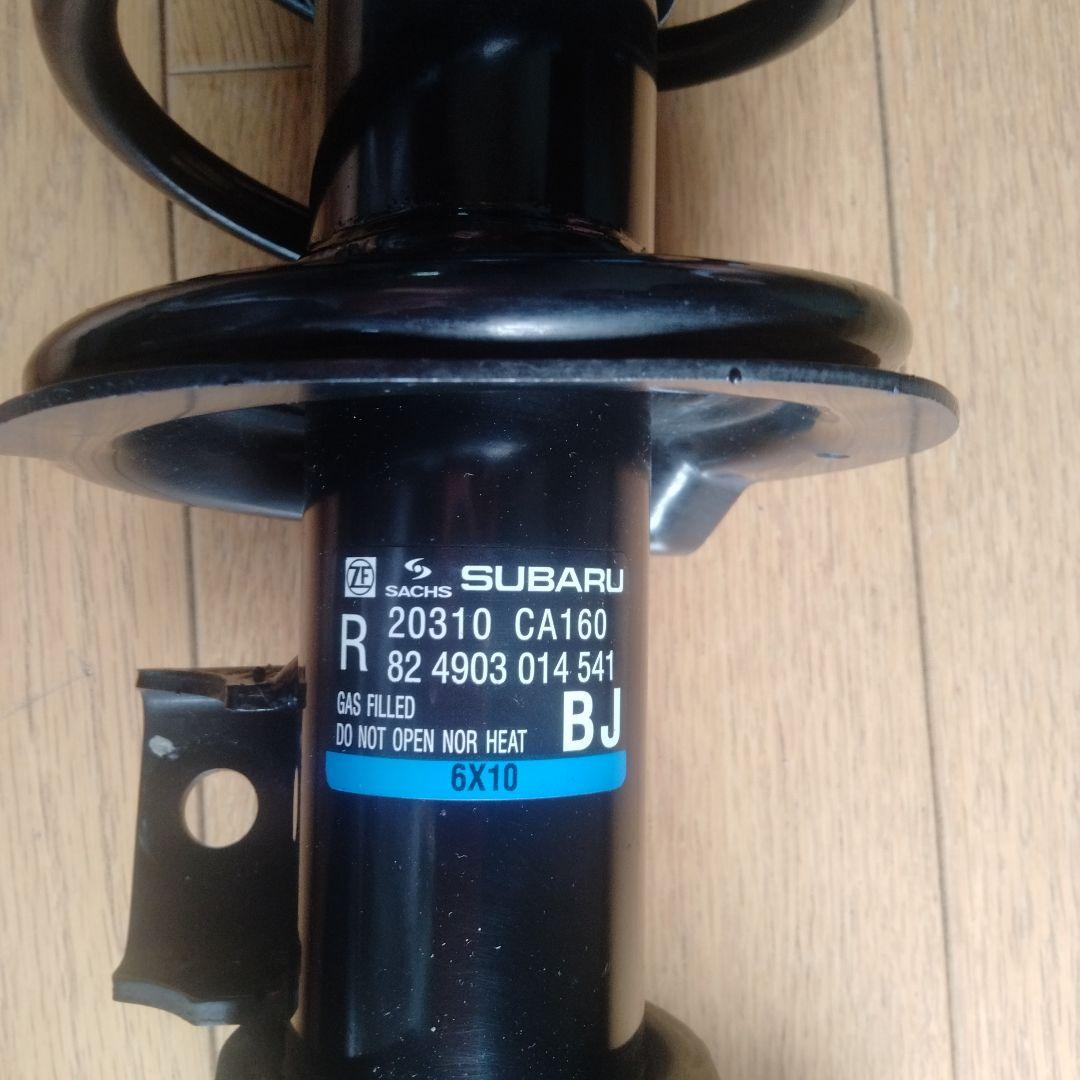 ZF SACHS SUBARU
R 20310 CA160
82 4903 014 541
GAS FILLED
DO NOT OPEN NOR HEAT BJ
6X10